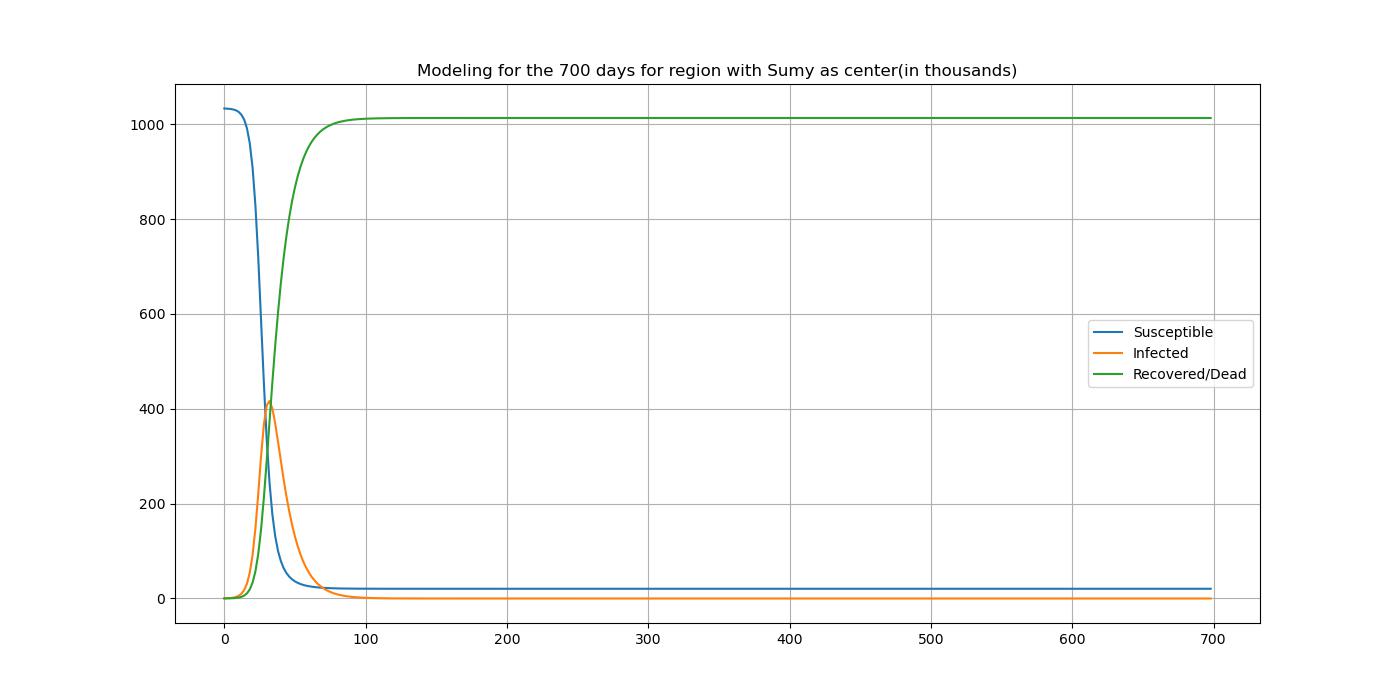 Modeling for the 700 days for region with Sumy as center(in thousands)
1000
800
600
400
200
0
Susceptible
Infected
Recovered/Dead
0 100 200 300 400 500 600 700